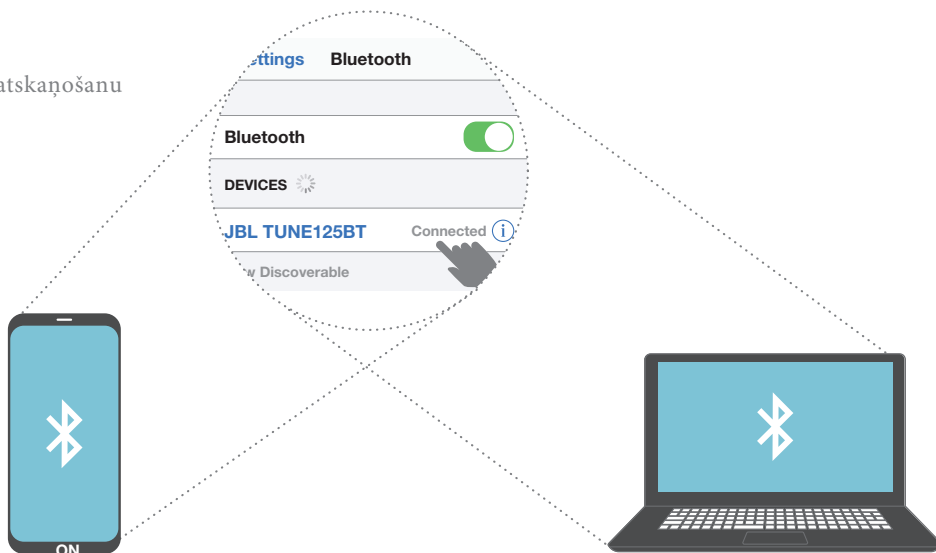 atskaņošanu
ettings Bluetooth
Bluetooth
DEVICES
JBL TUNE125BT Connected i
w Discoverable
ON